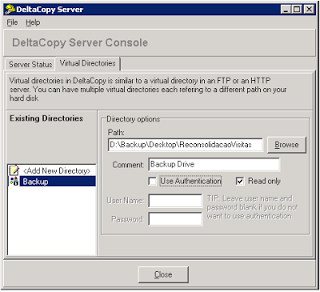 DeltaCopy Server
File Help
DeltaCopy Server Console
Server Status Virtual Directories
Virtual directories in DeltaCopy is similar to a virtual directory in an FTP or an HTTP
server. You can have multiple virtual directories each refering to a different path on your
hard disk
Existing Directories
<Add New Directory>
Backup
Directory options
Path:
D:\Backup\Desktop\ReconsolidacaoVisitas
Browse
Comment: Backup Drive
Use Authentication Read only
User Name:
Password:
TIP: Leave user name and
password blank if you do not
want to use authentication.
Close